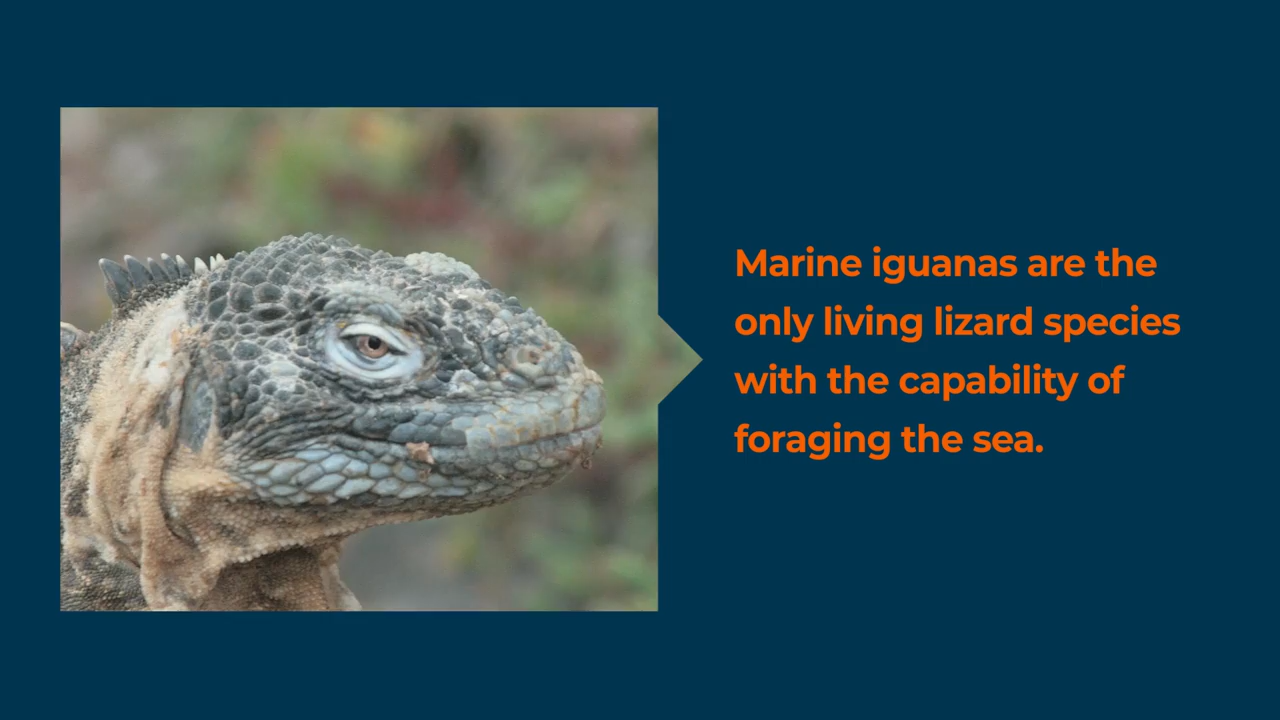 Marine iguanas are the
only living lizard species
with the capability of
foraging the sea.